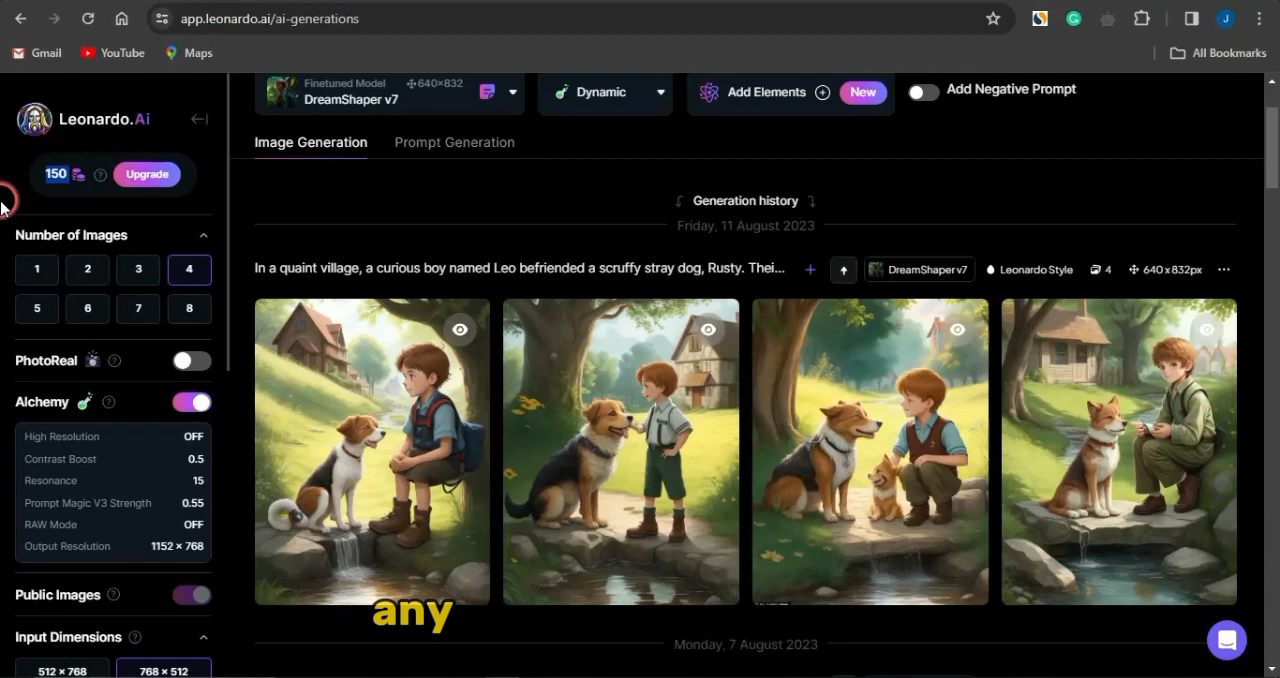 app.leonardo.ai/ai-generations
J
Gmail
YouTube
Maps
All Bookmarks
Leonardo.Ai
150
?
Upgrade
Number of Images
1
2
3
4
5
6
7
8
PhotoReal
?
Alchemy
?
High Resolution OFF
Contrast Boost 0.5
Resonance 15
Prompt Magic V3 Strength 0.55
RAW Mode OFF
Output Resolution 1152 × 768
Public Images
?
Input Dimensions
?
512 × 768
768 × 512
Finetuned Model
640×832
DreamShaper v7
Dynamic
Add Elements
New
Add Negative Prompt
Image Generation
Prompt Generation
Generation history
Friday, 11 August 2023
In a quaint village, a curious boy named Leo befriended a scruffy stray dog, Rusty. Thei...
DreamShaper v7
Leonardo Style
4
640 x 832px
any
Monday, 7 August 2023